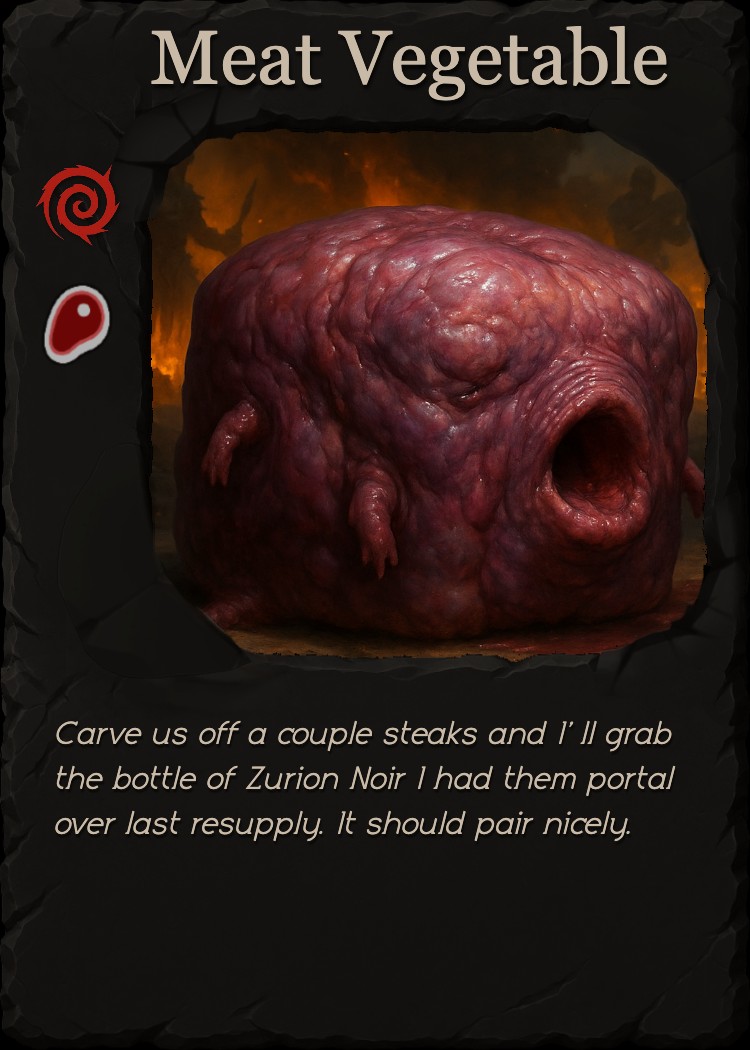 Meat Vegetable
Carve us off a couple steaks and I' ll grab
the bottle of Zurion Noir I had them portal
over last resupply. It should pair nicely.